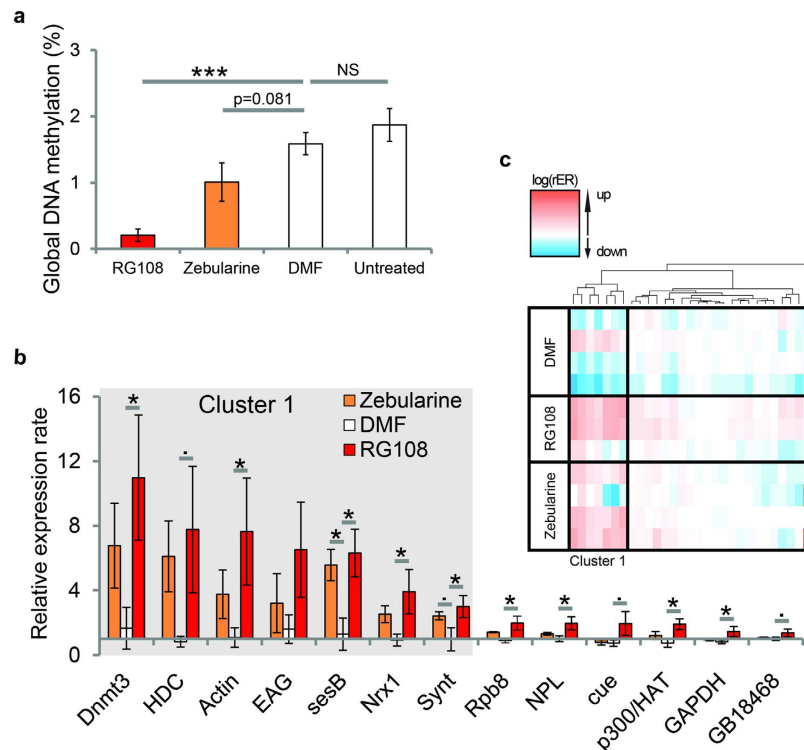 a
Global DNA methylation (%)
3
2
1
0
***
NS
p=0.081
RG108 Zebularine DMF Untreated
c
log(rER)
up
down
DMF
RG108
Zebularine
Cluster 1
b
Relative expression rate
16
12
8
4
0
Cluster 1
Zebularine
DMF
RG108
* . * * * * . * * * . * * .
Dnmt3 HDC Actin EAG sesB Nrx1 Synt Rpb8 NPL cue p300/HAT GAPDH GB18468